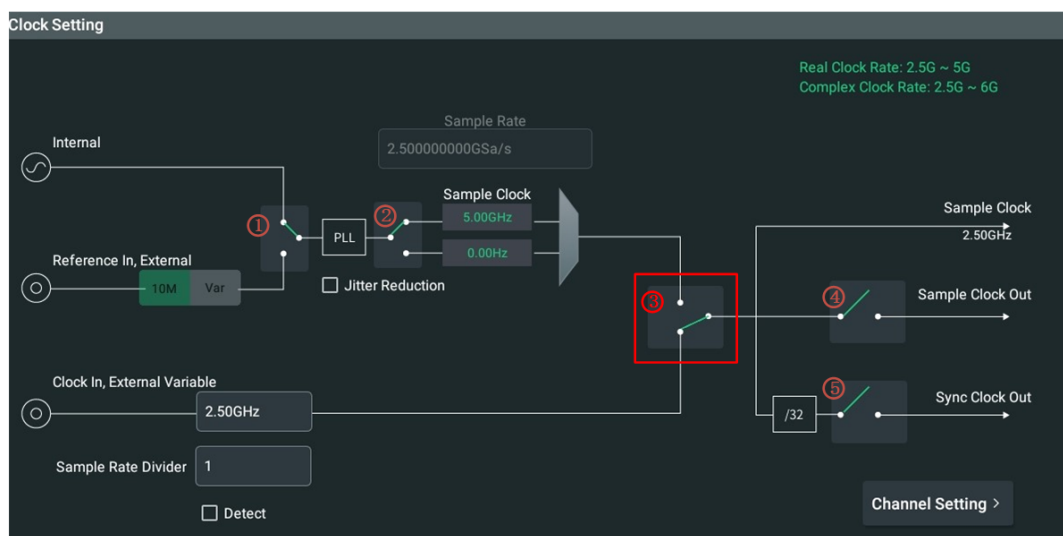 Clock Setting
Real Clock Rate: 2.5G ~ 5G
Complex Clock Rate: 2.5G ~ 6G
Sample Rate
2.500000000GSa/s
Internal
Sample Clock
①
②
5.00GHz
PLL
0.00Hz
Sample Clock
2.50GHz
Reference In, External
10M
Var
Jitter Reduction
③
④
Sample Clock Out
Clock In, External Variable
2.50GHz
/32
⑤
Sync Clock Out
Sample Rate Divider
1
Detect
Channel Setting >